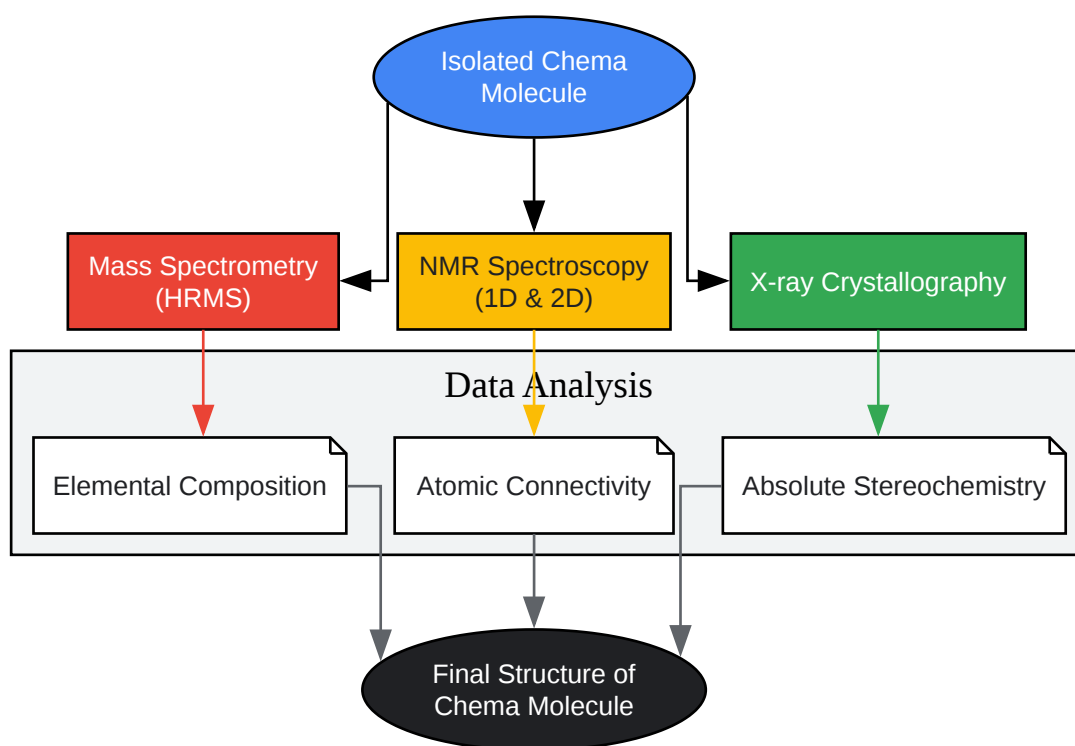 Isolated Chema
Molecule
Mass Spectrometry
(HRMS)
NMR Spectroscopy
(1D & 2D)
X-ray Crystallography
Data Analysis
Elemental Composition
Atomic Connectivity
Absolute Stereochemistry
Final Structure of
Chema Molecule